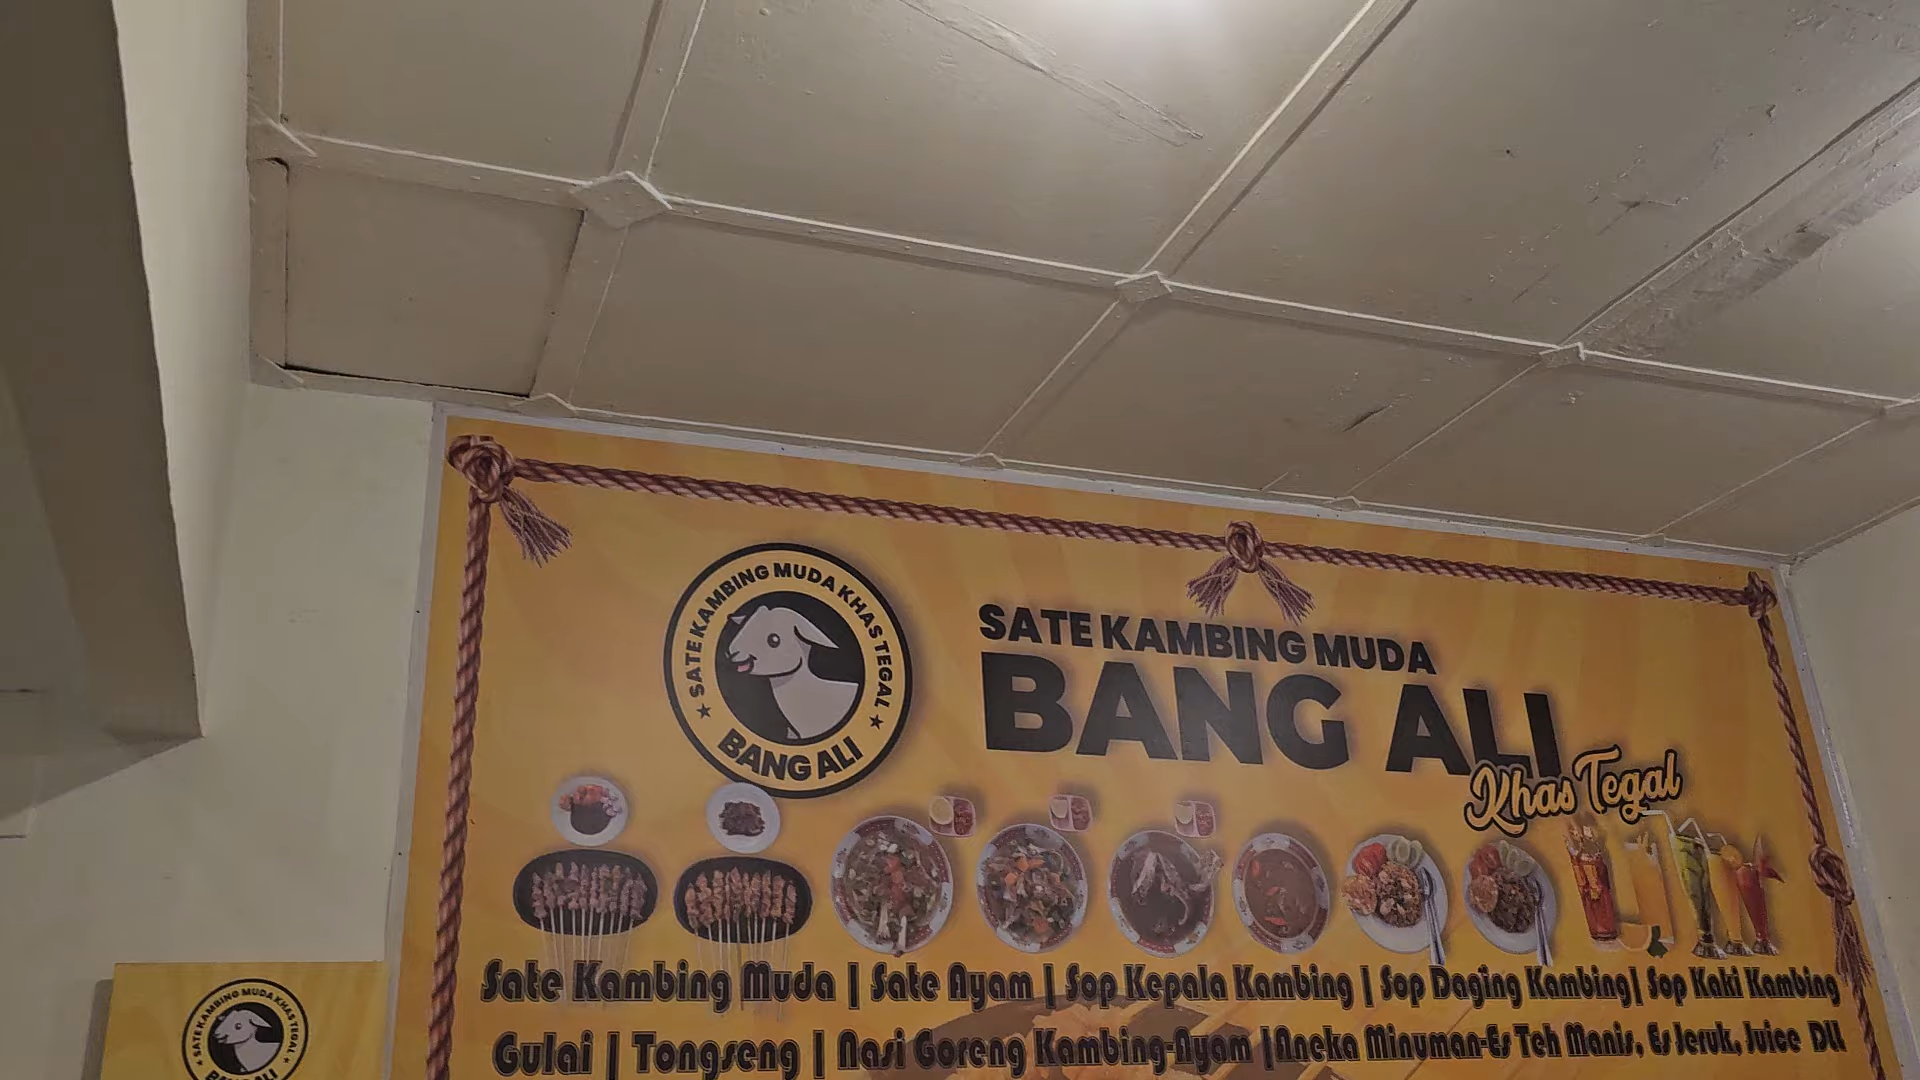 SATE KAMBING MUDA KHAS TEGAL
BANG ALI
SATE KAMBING MUDA
BANG ALI
Khas Tegal
Sate Kambing Muda | Sate Ayam | Sop Kepala Kambing | Sop Daging Kambing | Sop Kaki Kambing
Gulai | Tongseng | Nasi Goreng Kambing-Ayam | Aneka Minuman-Es Teh Manis, Es Jeruk, Juice Dll
SATE KAMBING MUDA KHAS TEGAL
BANG ALI